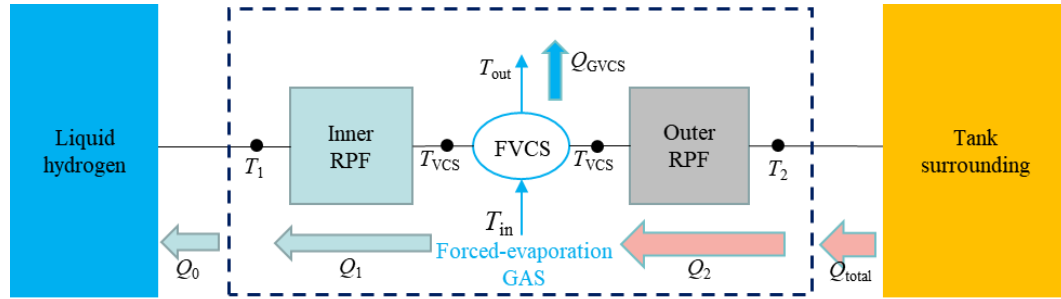 Liquid
hydrogen
T1
Inner
RPF
TVCS
Tout
QGVCS
FVCS
Tin
Forced-evaporation
GAS
TVCS
Outer
RPF
T2
Tank
surrounding
Q0
Q1
Q2
Qtotal